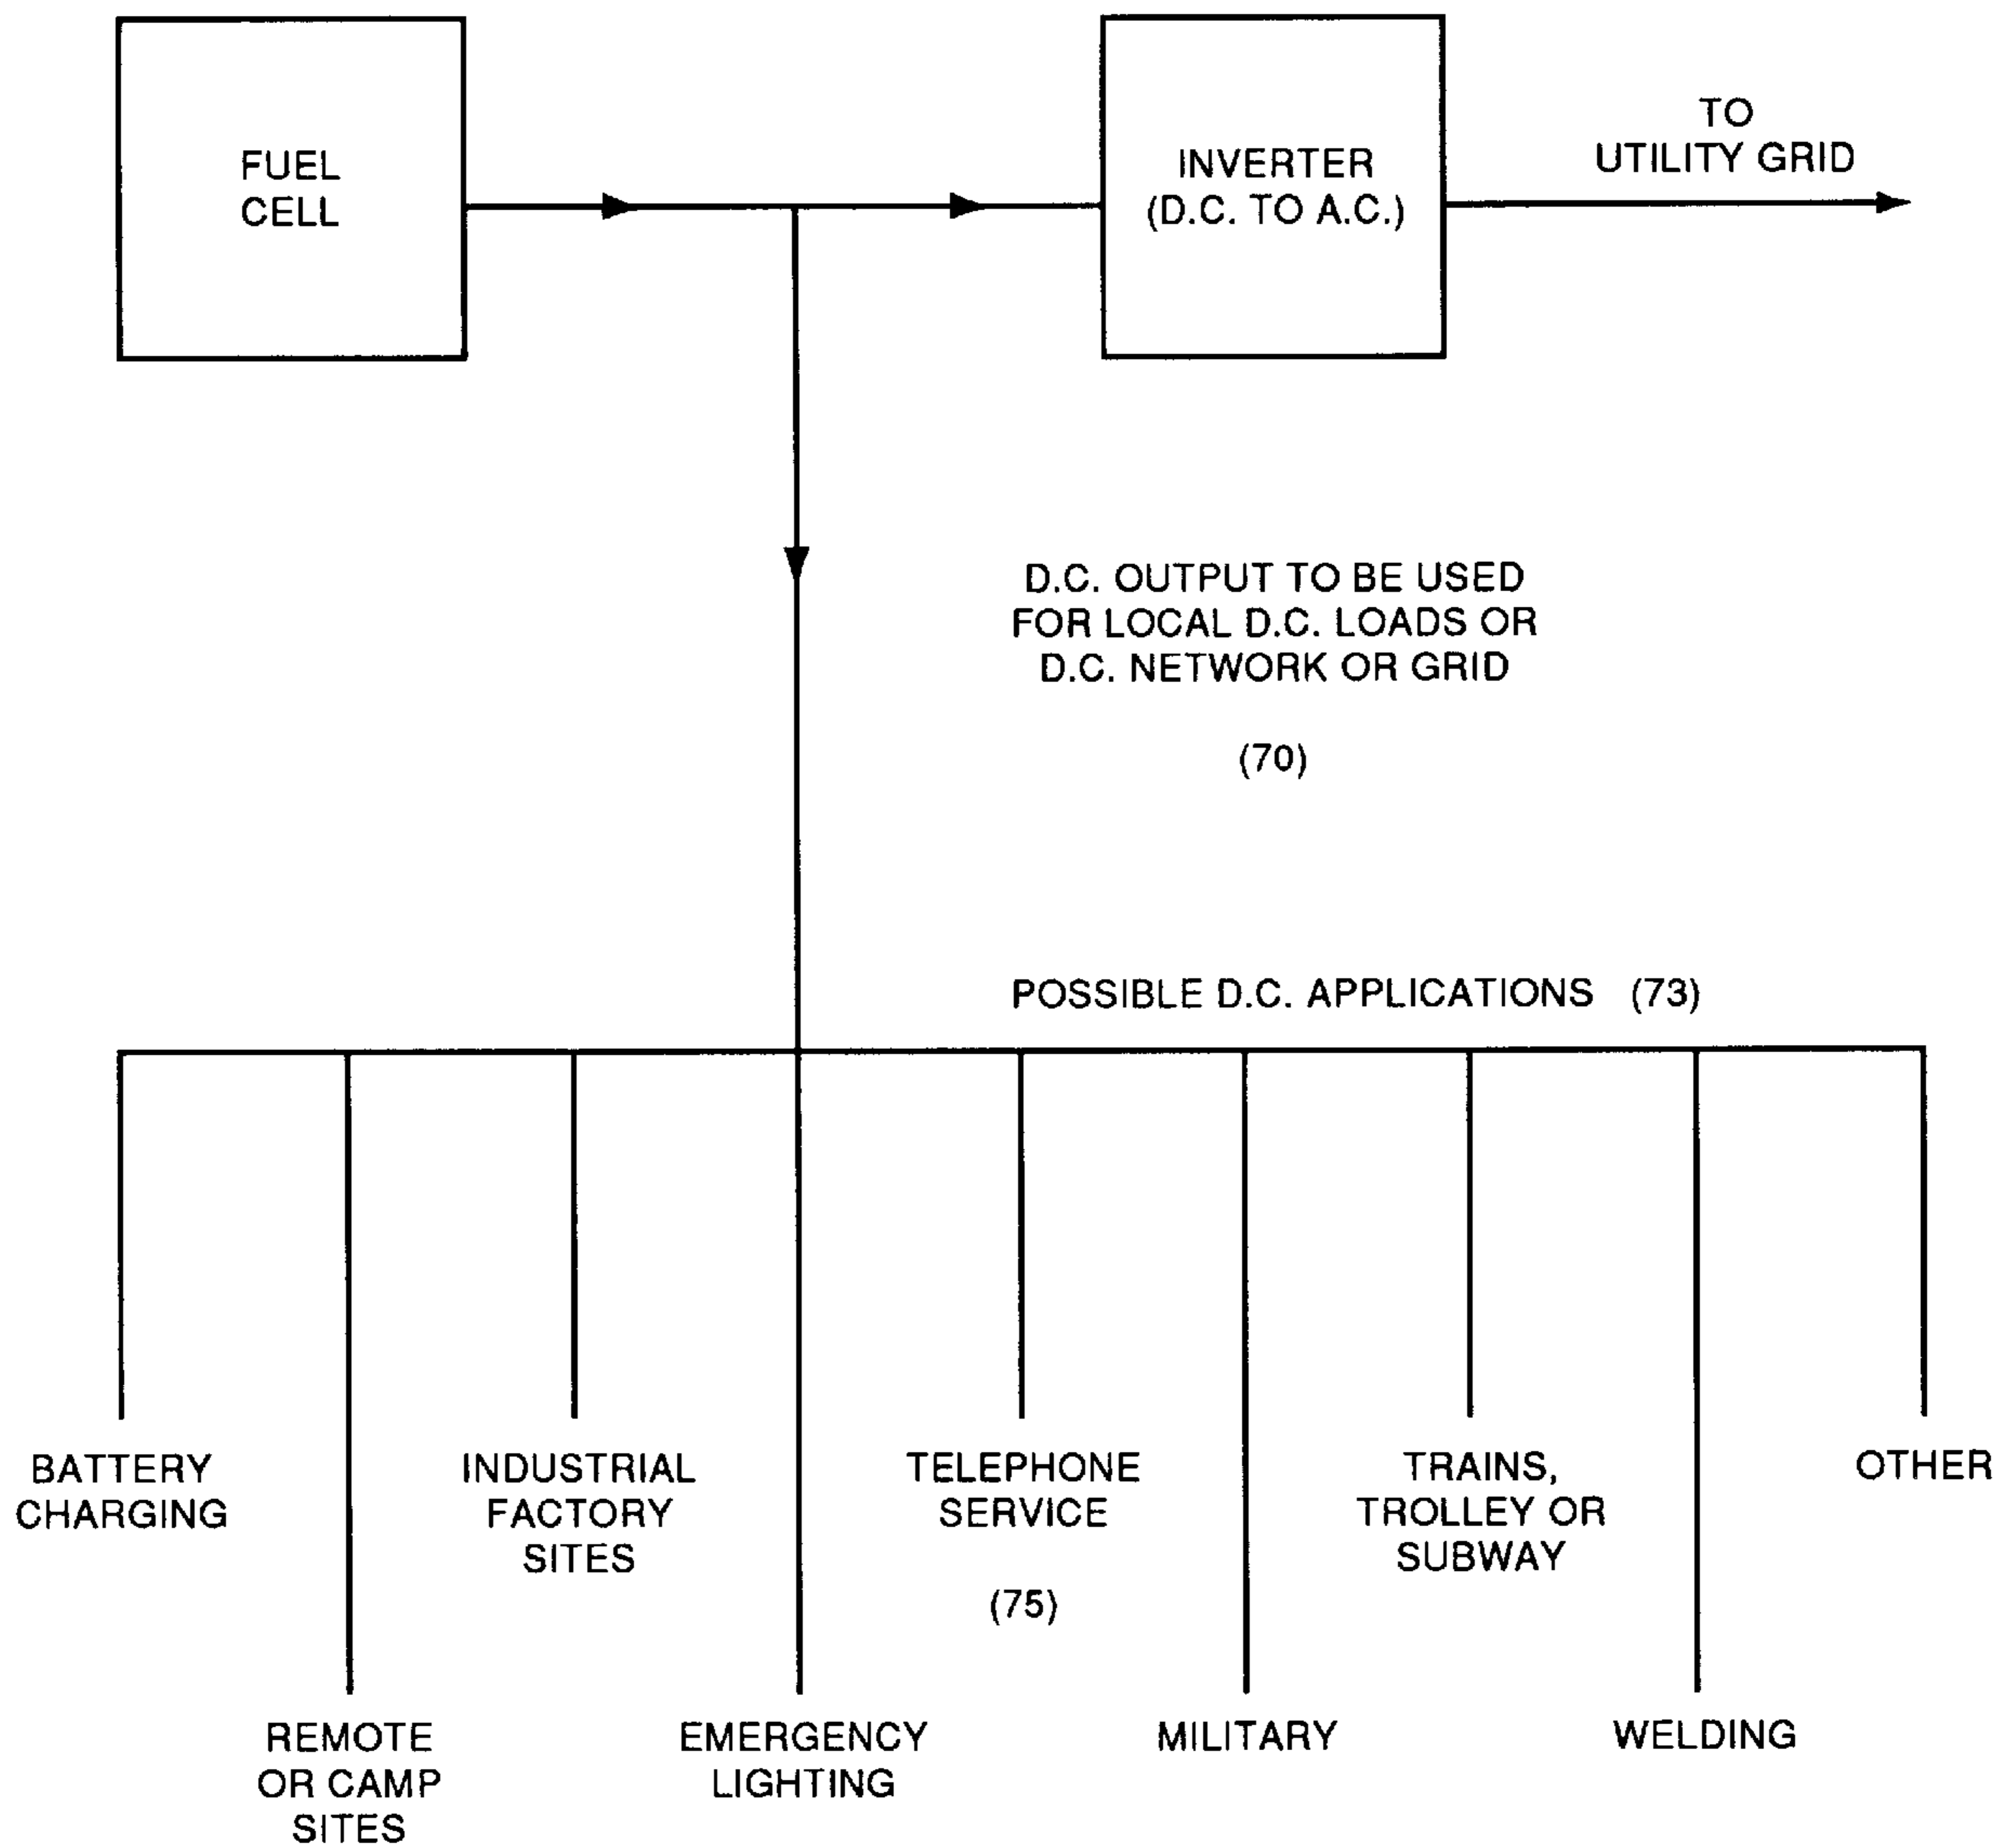 FUEL
CELL
INVERTER
(D.C. TO A.C.)
TO
UTILITY GRID
D.C. OUTPUT TO BE USED
FOR LOCAL D.C. LOADS OR
D.C. NETWORK OR GRID
(70)
POSSIBLE D.C. APPLICATIONS (73)
BATTERY
CHARGING
INDUSTRIAL
FACTORY
SITES
TELEPHONE
SERVICE
(75)
TRAINS,
TROLLEY OR
SUBWAY
OTHER
REMOTE
OR CAMP
SITES
EMERGENCY
LIGHTING
MILITARY
WELDING